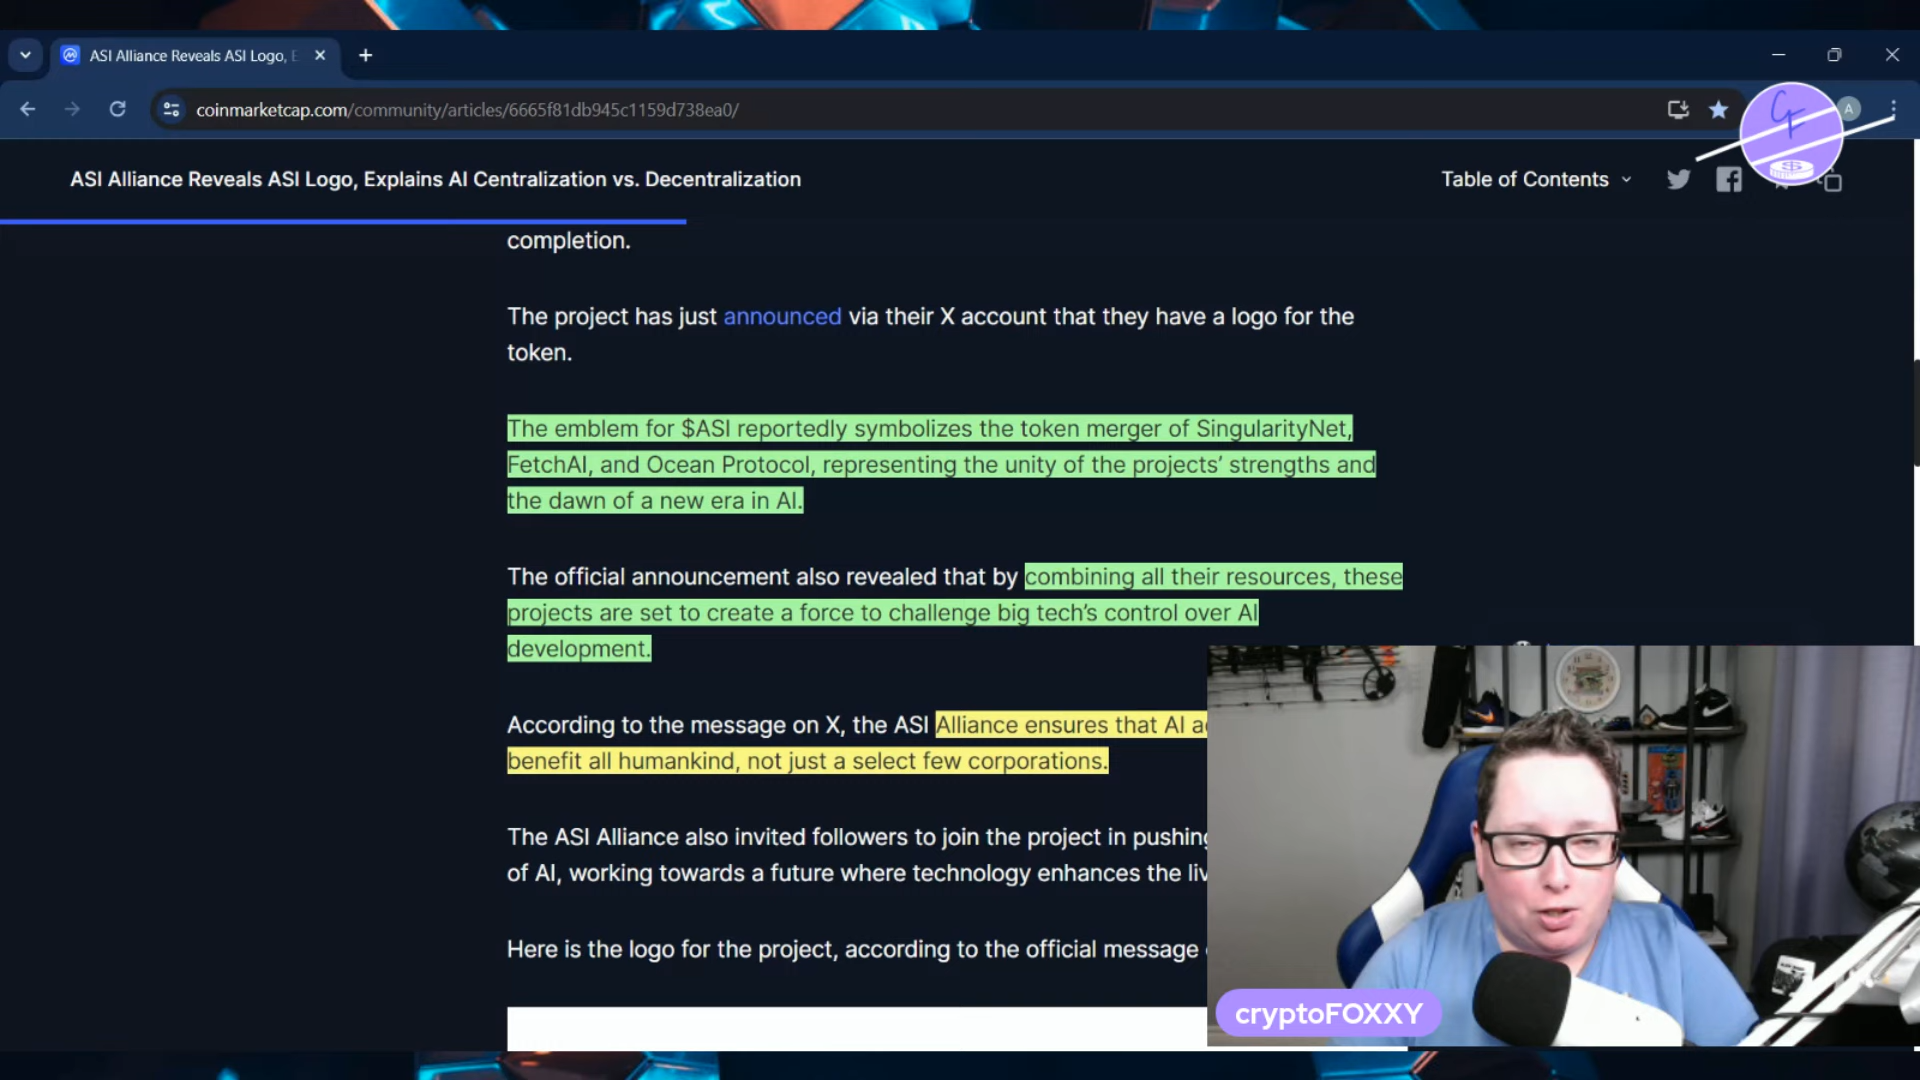 ASI Alliance Reveals ASI Logo, E
coinmarketcap.com/community/articles/6665f81db945c1159d738ea0/
A
ASI Alliance Reveals ASI Logo, Explains AI Centralization vs. Decentralization
Table of Contents
completion.
The project has just announced via their X account that they have a logo for the
token.
The emblem for $ASI reportedly symbolizes the token merger of SingularityNet,
FetchAI, and Ocean Protocol, representing the unity of the projects’ strengths and
the dawn of a new era in AI.
The official announcement also revealed that by combining all their resources, these
projects are set to create a force to challenge big tech’s control over AI
development.
According to the message on X, the ASI Alliance ensures that AI a
benefit all humankind, not just a select few corporations.
The ASI Alliance also invited followers to join the project in pushing
of AI, working towards a future where technology enhances the liv
Here is the logo for the project, according to the official message
cryptoFOXXY
CF
$